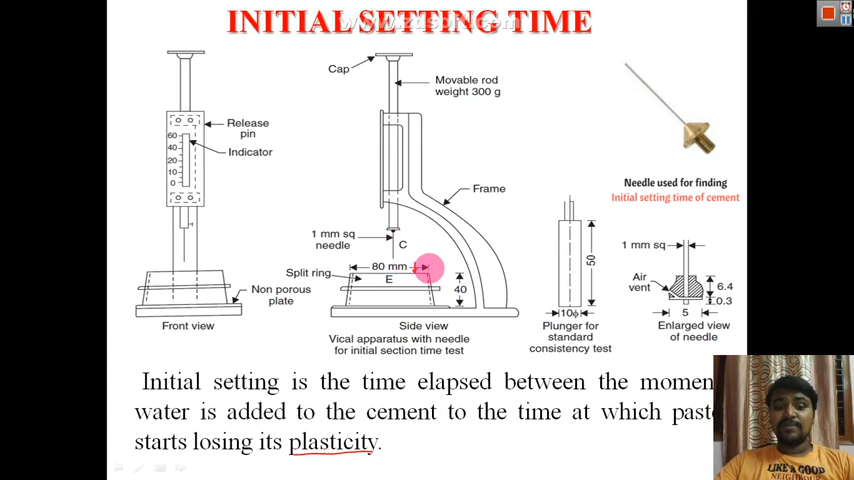 INITIAL SETTING TIME
Cap
Movable rod
weight 300 g
Release
pin
Indicator
60
40
20
10
0
Frame
1 mm sq
needle
C
80 mm
Split ring
E
40
Non porous
plate
Front view
Side view
Vical apparatus with needle
for initial section time test
50
10ϕ
Plunger for
standard
consistency test
Needle used for finding
Initial setting time of cement
1 mm sq
Air
vent
6.4
0.3
5
Enlarged view
of needle
Initial setting is the time elapsed between the momen
water is added to the cement to the time at which past
starts losing its plasticity.
LIKE A GOOD
NEIGHBOUR